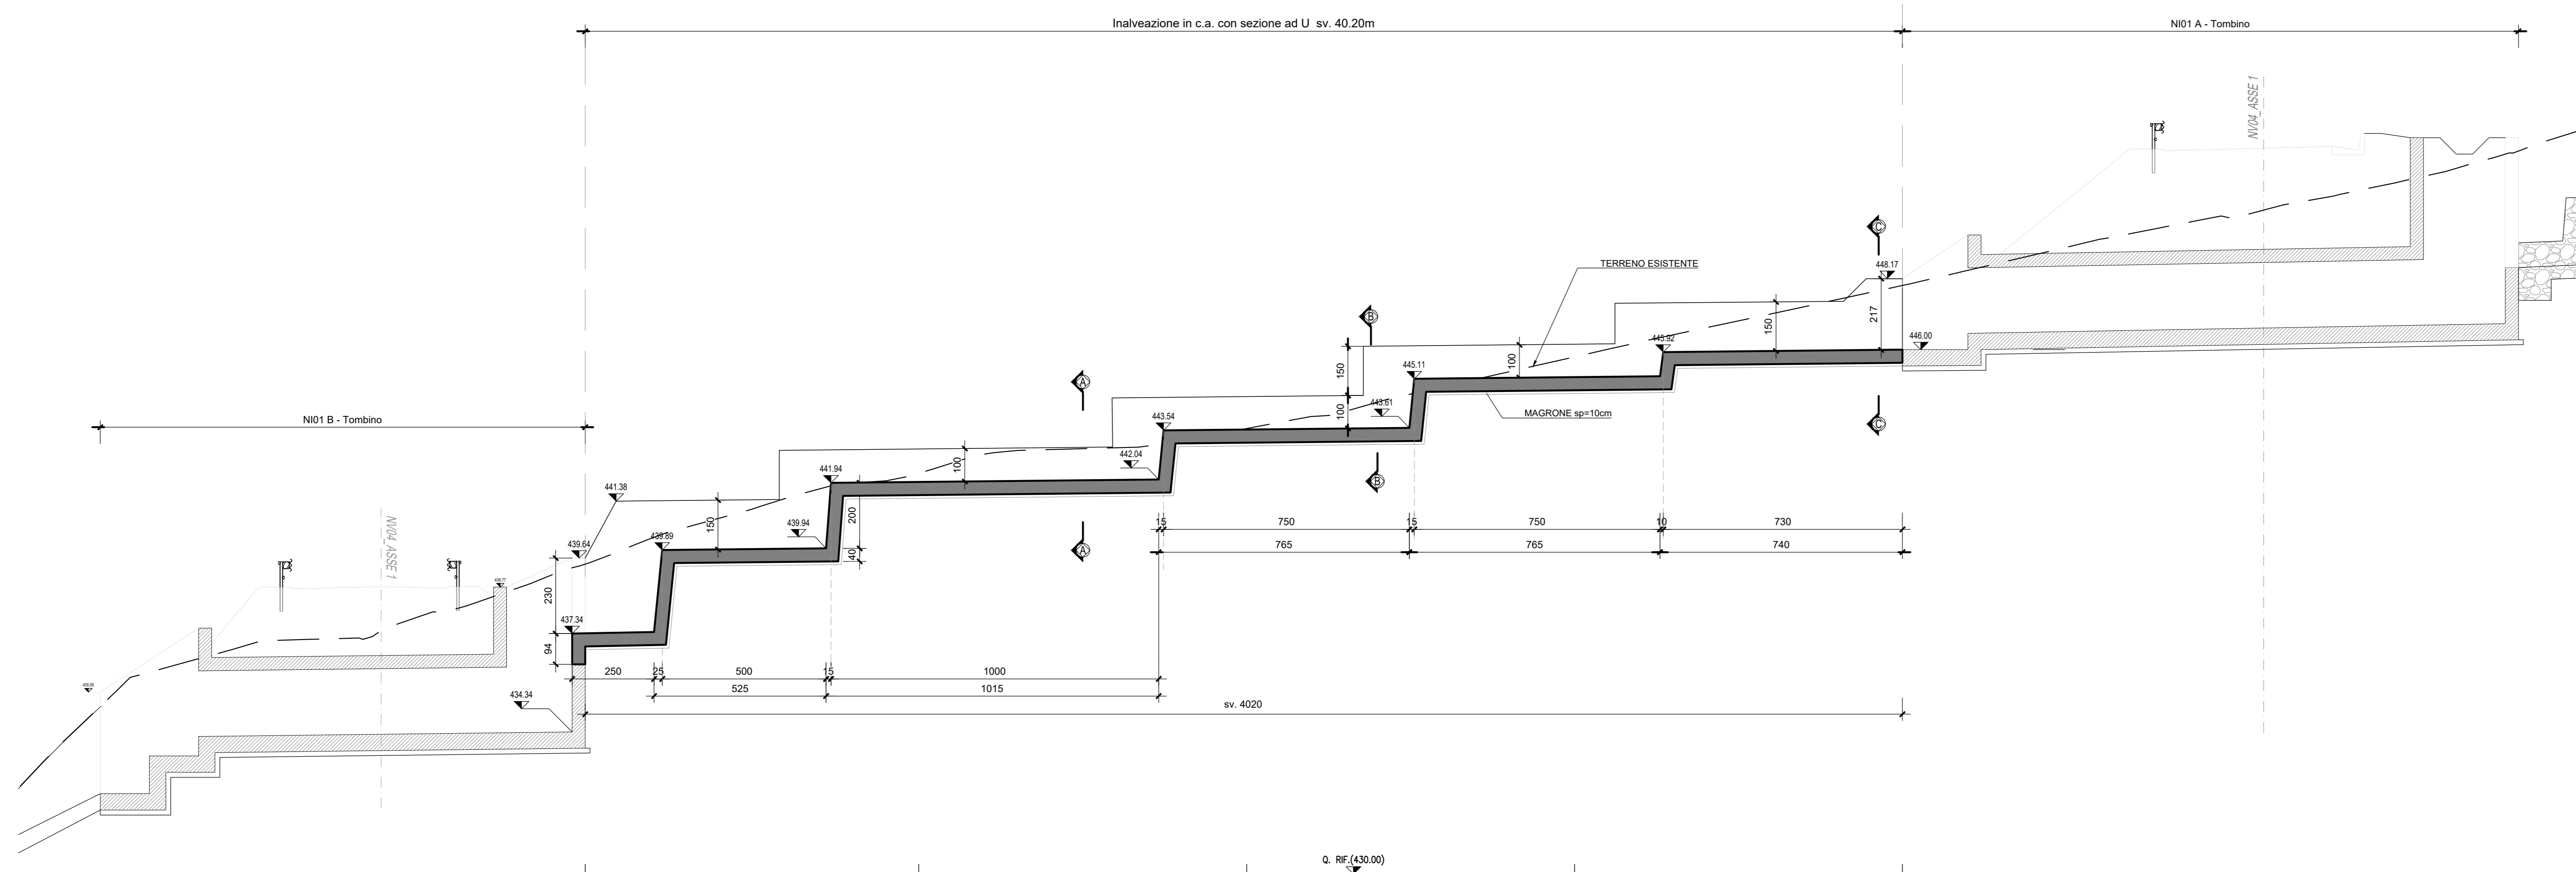 Inalveazione in c.a. con sezione ad U sv. 40.20m
NI01 A - Tombino
NV04_ASSE 1
C
448.17
TERRENO ESISTENTE
217
150
446.00
B
445.92
100
150
445.11
A
MAGRONE sp=10cm
C
443.61
100
NI01 B - Tombino
443.54
442.04
100
441.94
B
441.38
200
150
439.94
15
750
15
750
10
730
NV04_ASSE 1
439.64
439.89
40
A
765
765
740
438.77
230
437.34
94
250
25
500
15
1000
525
1015
434.34
sv. 4020
Q. RIF.(430.00)